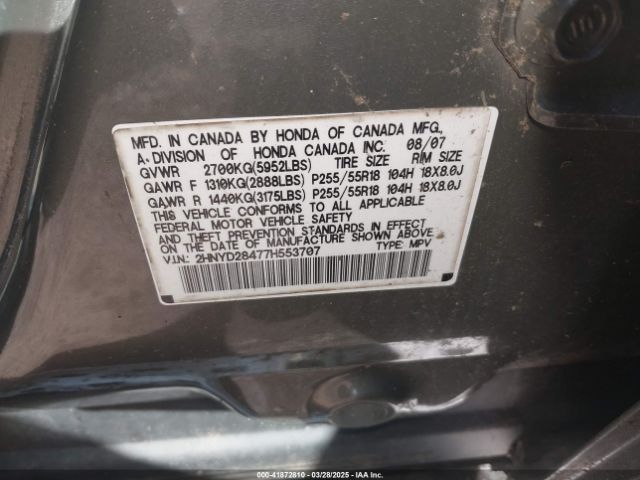 MFD. IN CANADA BY HONDA OF CANADA MFG.,
A DIVISION OF HONDA CANADA INC. 08/07
GVWR 2700KG(5952LBS) TIRE SIZE RIM SIZE
GAWR F 1310KG(2888LBS) P255/55R18 104H 18X8.0J
GAWR R 1440KG(3175LBS) P255/55R18 104H 18X8.0J
THIS VEHICLE CONFORMS TO ALL APPLICABLE
FEDERAL MOTOR VEHICLE SAFETY
AND THEFT PREVENTION STANDARDS IN EFFECT
ON THE DATE OF MANUFACTURE SHOWN ABOVE.
V.I.N.: 2HNYD28477H553707 TYPE: MPV
000-41872810 | 03/28/2025 - IAA Inc.